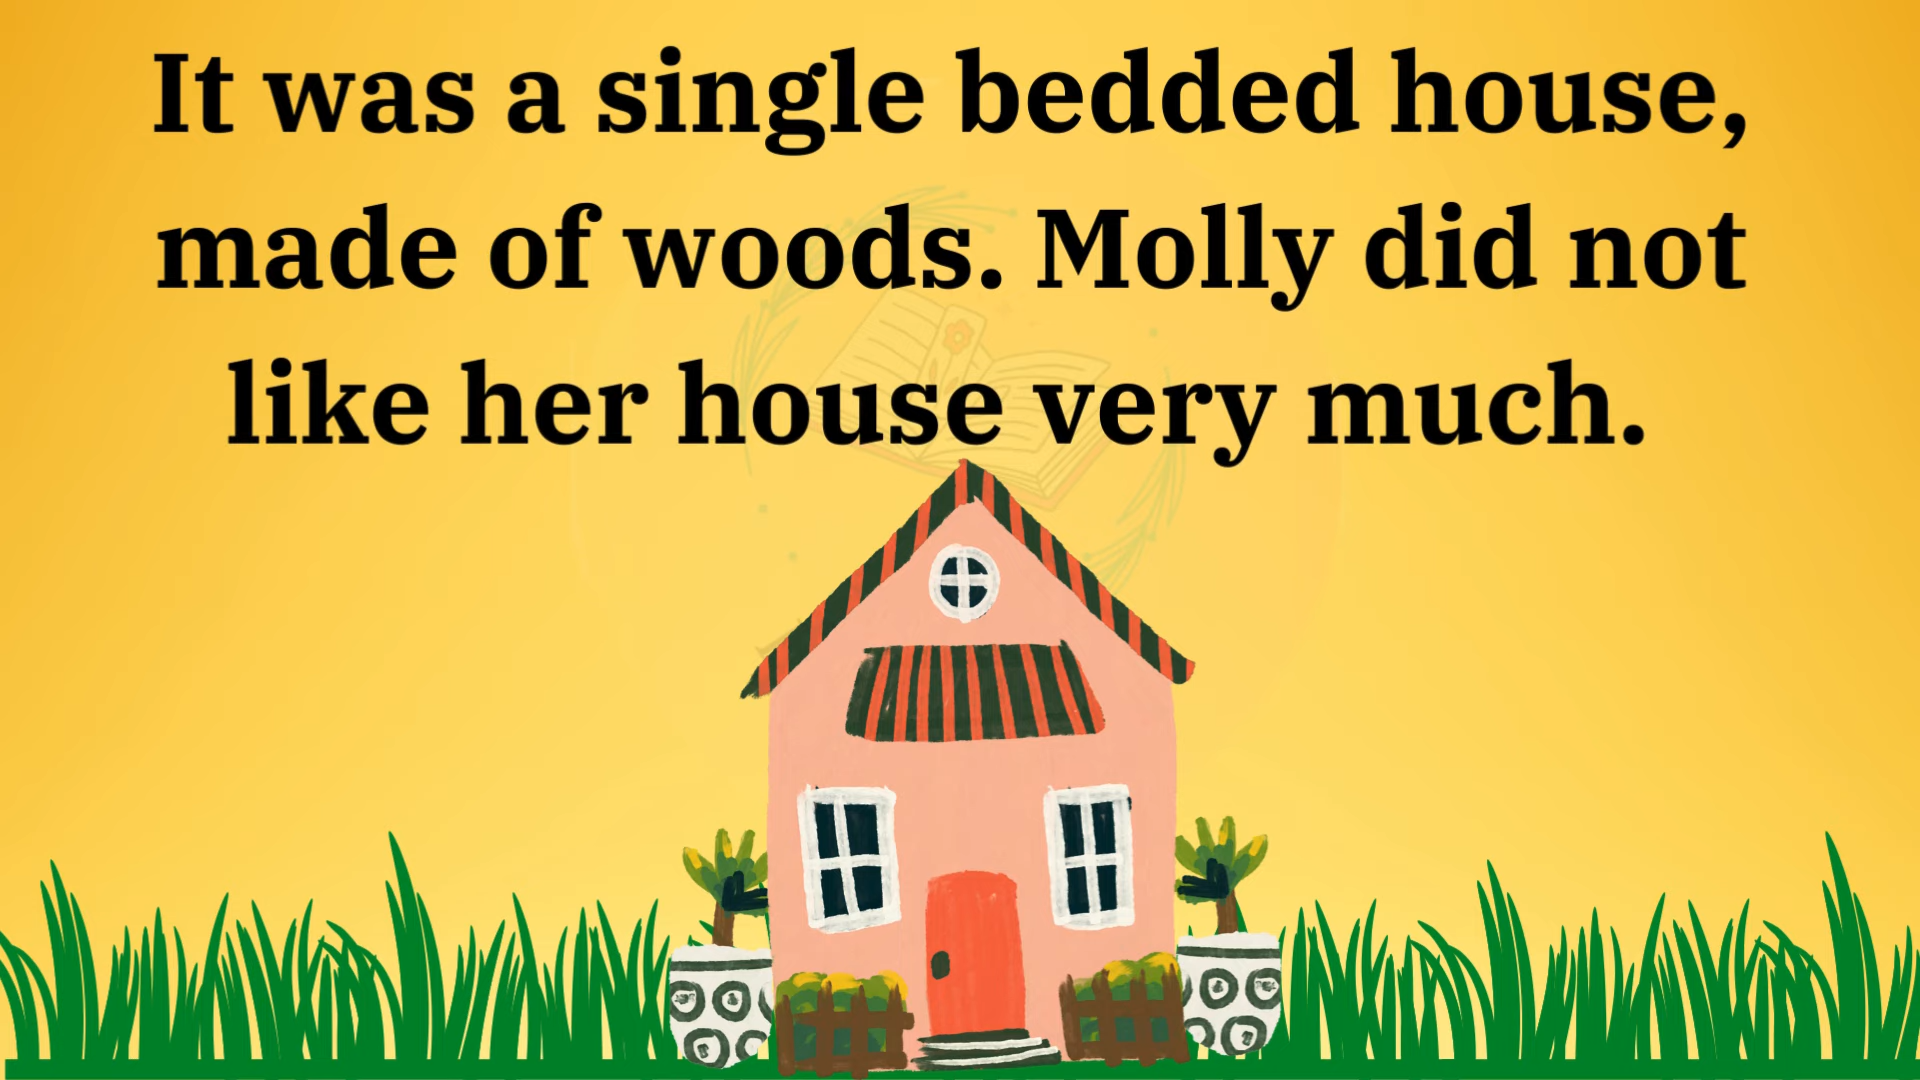 It was a single bedded house,
made of woods. Molly did not
like her house very much.